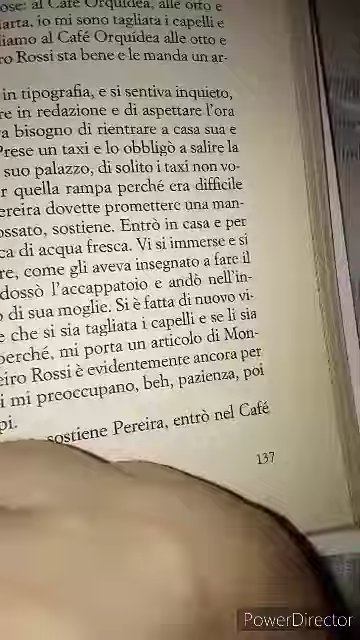 ose: al Café Orquídea, alle otto e
arta, io mi sono tagliata i capelli e
iamo al Café Orquídea alle otto e
ro Rossi sta bene e le manda un ar-
in tipografia, e si sentiva inquieto,
re in redazione e di aspettare l'ora
a bisogno di rientrare a casa sua e
Prese un taxi e lo obbligò a salire la
suo palazzo, di solito i taxi non vo-
r quella rampa perché era difficile
ereira dovette promettere una man-
ossato, sostiene. Entrò in casa e per
ca di acqua fresca. Vi si immerse e si
re, come gli aveva insegnato a fare il
dossò l'accappatoio e andò nell'in-
o di sua moglie. Si è fatta di nuovo vi-
e che si sia tagliata i capelli e se li sia
perché, mi porta un articolo di Mon-
eiro Rossi è evidentemente ancora per
i mi preoccupano, beh, pazienza, poi
pi.
sostiene Pereira, entrò nel Café
137
PowerDirector